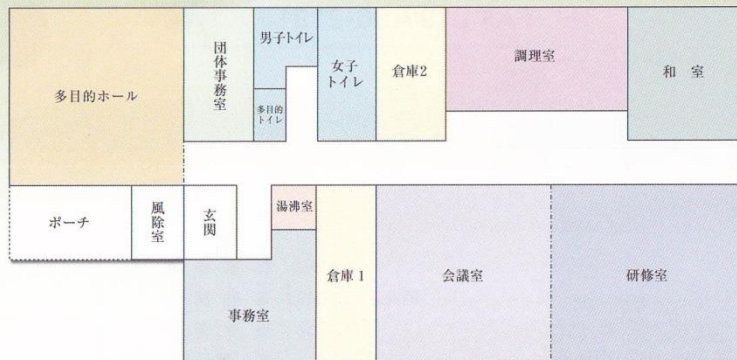 多目的ホール
団体事務室
男子トイレ
多目的
トイレ
女子
トイレ
倉庫2
調理室
和 室
ポーチ
風除室
玄関
湯沸室
事務室
倉庫1
会議室
研修室